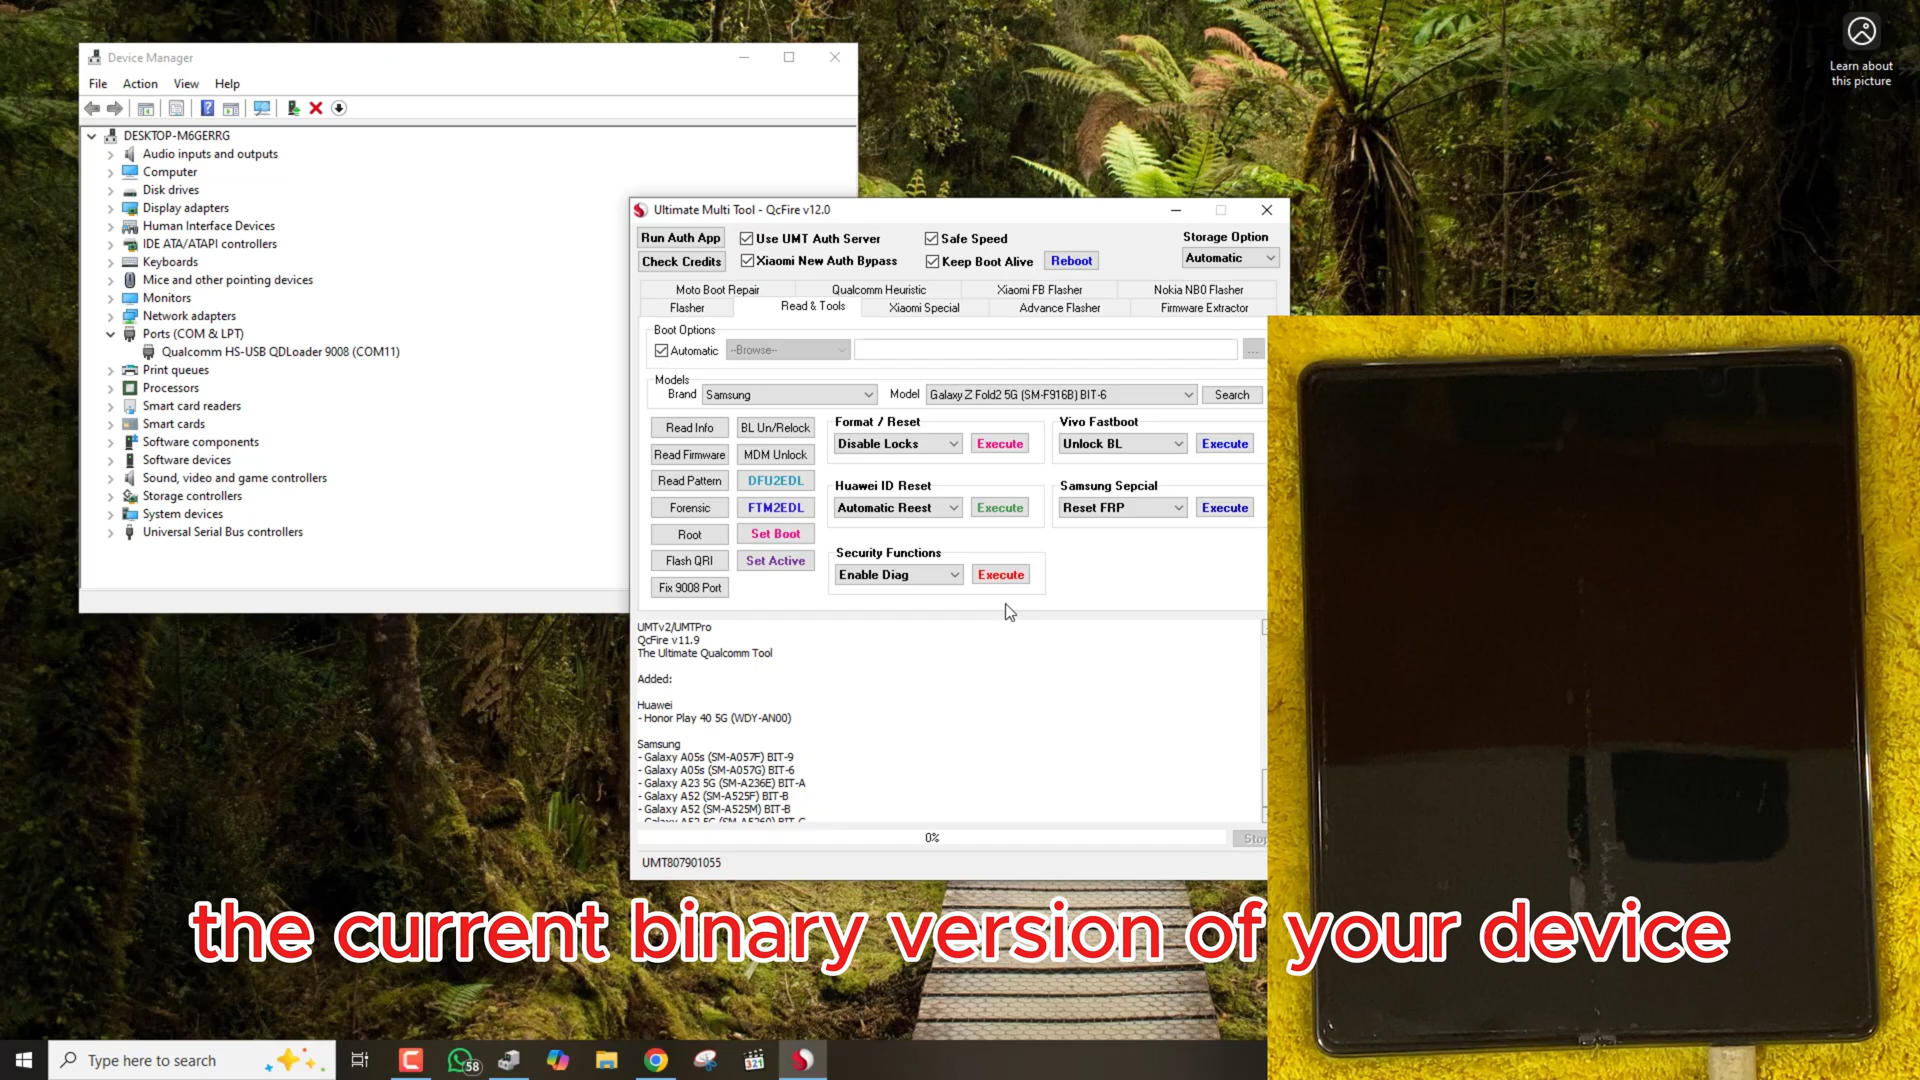 Learn about
this picture
Device Manager
File Action View Help
DESKTOP-M6GERRG
Audio inputs and outputs
Computer
Disk drives
Display adapters
Human Interface Devices
IDE ATA/ATAPI controllers
Keyboards
Mice and other pointing devices
Monitors
Network adapters
Ports (COM & LPT)
Qualcomm HS-USB QDLoader 9008 (COM11)
Print queues
Processors
Smart card readers
Smart cards
Software components
Software devices
Sound, video and game controllers
Storage controllers
System devices
Universal Serial Bus controllers
Ultimate Multi Tool - QcFire v12.0
Run Auth App Use UMT Auth Server Safe Speed Storage Option
Check Credits Xiaomi New Auth Bypass Keep Boot Alive Reboot Automatic
Moto Boot Repair Qualcomm Heuristic Xiaomi FB Flasher Nokia NB0 Flasher
Flasher Read & Tools Xiaomi Special Advance Flasher Firmware Extractor
Boot Options
Automatic --Browse-- ...
Models
Brand Samsung Model Galaxy Z Fold2 5G (SM-F916B) BIT-6 Search
Read Info BL Un/Relock
Read Firmware MDM Unlock
Read Pattern DFU2EDL
Forensic FTM2EDL
Root Set Boot
Flash QRI Set Active
Fix 9008 Port
Format / Reset
Disable Locks Execute
Vivo Fastboot
Unlock BL Execute
Huawei ID Reset
Automatic Reest Execute
Samsung Sepcial
Reset FRP Execute
Security Functions
Enable Diag Execute
UMTv2/UMTPro
QcFire v11.9
The Ultimate Qualcomm Tool
Added:
Huawei
- Honor Play 40 5G (WDY-AN00)
Samsung
- Galaxy A05s (SM-A057F) BIT-9
- Galaxy A05s (SM-A057G) BIT-6
- Galaxy A23 5G (SM-A236E) BIT-A
- Galaxy A52 (SM-A525F) BIT-B
- Galaxy A52 (SM-A525M) BIT-B
0%
UMT807901055
the current binary version of your device
Type here to search
58
321